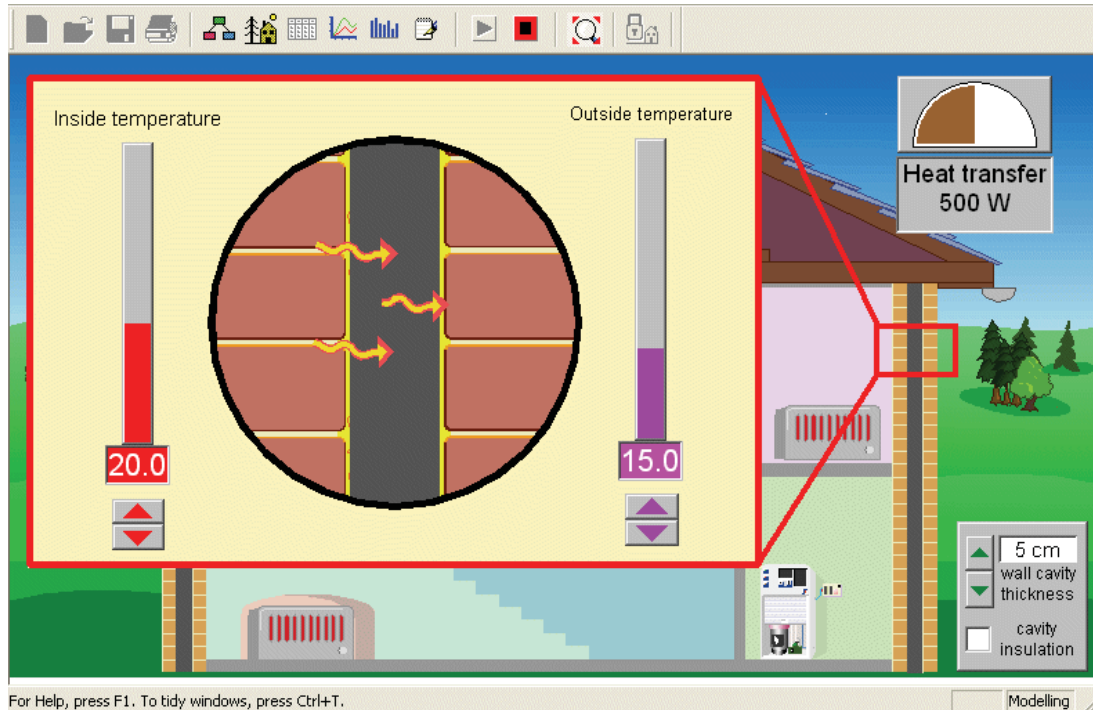 Inside temperature
Outside temperature
20.0
15.0
Heat transfer
500 W
5 cm
wall cavity
thickness
cavity
insulation
For Help, press F1. To tidy windows, press Ctrl+T.
Modelling